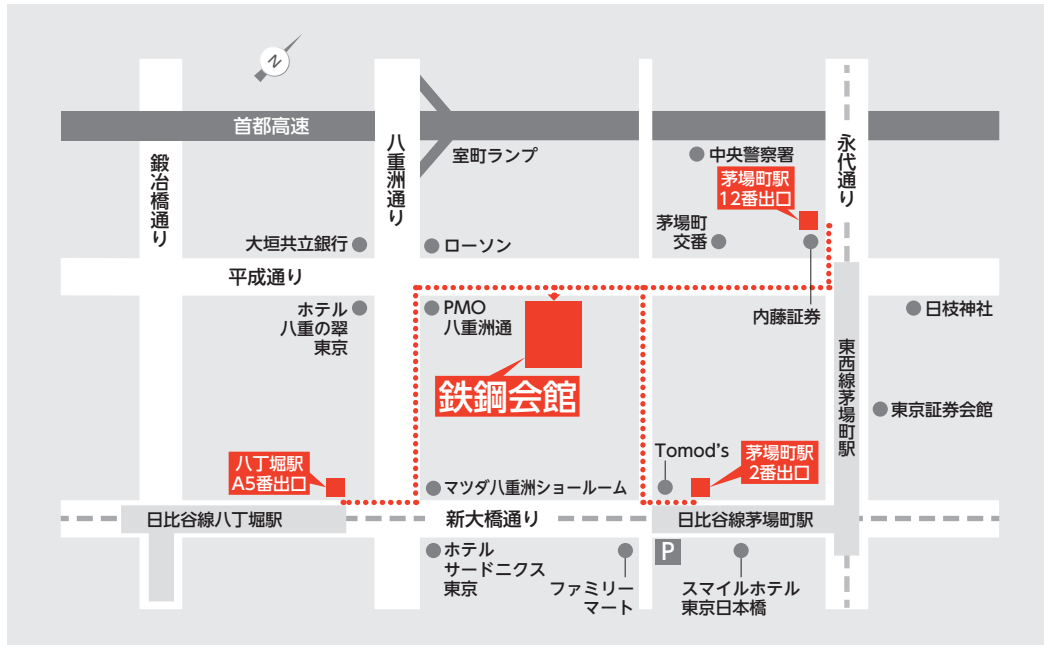 N
首都高速
鍛冶橋通り
八重洲通り
室町ランプ
中央警察署
永代通り
茅場町駅
12番出口
茅場町
交番
大垣共立銀行
ローソン
平成通り
ホテル
八重の翠
東京
PMO
八重洲通
内藤証券
日枝神社
鉄鋼会館
東西線茅場町駅
東京証券会館
八丁堀駅
A5番出口
Tomod's
茅場町駅
2番出口
マツダ八重洲ショールーム
日比谷線八丁堀駅
新大橋通り
日比谷線茅場町駅
ホテル
サードニクス
東京
ファミリー
マート
P
スマイルホテル
東京日本橋